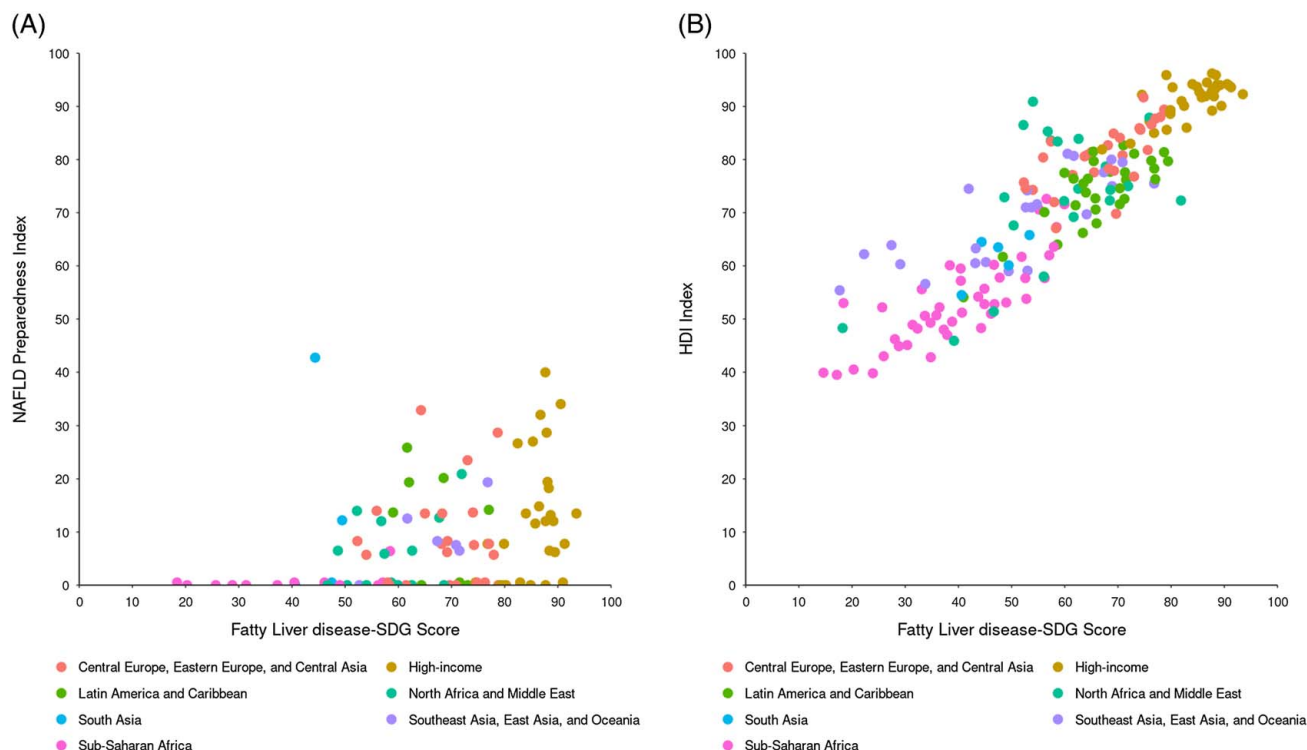 (A)
NAFLD Preparedness Index
100
90
80
70
60
50
40
30
20
10
0
0 10 20 30 40 50 60 70 80 90 100
Fatty Liver disease-SDG Score
Central Europe, Eastern Europe, and Central Asia
High-income
Latin America and Caribbean
North Africa and Middle East
South Asia
Southeast Asia, East Asia, and Oceania
Sub-Saharan Africa
(B)
HDI Index
100
90
80
70
60
50
40
30
20
10
0
0 10 20 30 40 50 60 70 80 90 100
Fatty Liver disease-SDG Score
Central Europe, Eastern Europe, and Central Asia
High-income
Latin America and Caribbean
North Africa and Middle East
South Asia
Southeast Asia, East Asia, and Oceania
Sub-Saharan Africa